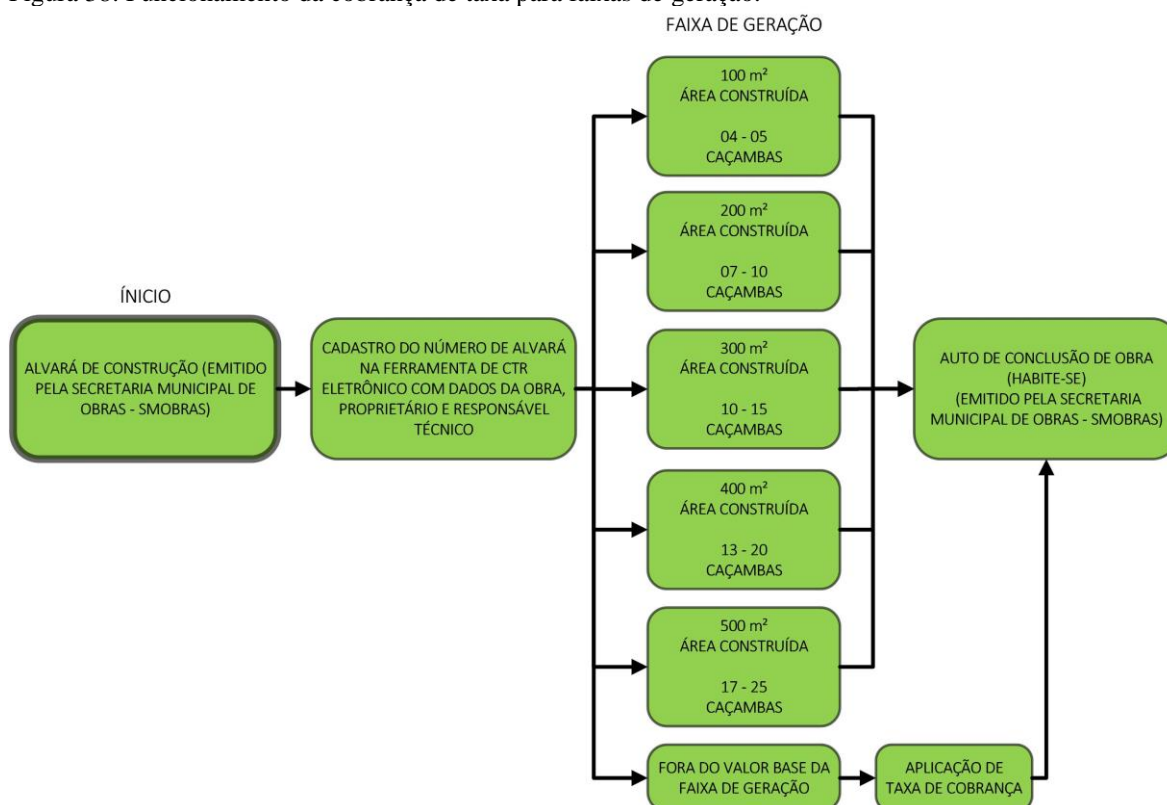 FAIXA DE GERAÇÃO
100 m²
ÁREA CONSTRUÍDA
04 - 05
CAÇAMBAS
200 m²
ÁREA CONSTRUÍDA
07 - 10
CAÇAMBAS
ÍNICIO
ALVARÁ DE CONSTRUÇÃO (EMITIDO
PELA SECRETARIA MUNICIPAL DE
OBRAS - SMOBRAS)
CADASTRO DO NÚMERO DE ALVARÁ
NA FERRAMENTA DE CTR
ELETRÔNICO COM DADOS DA OBRA,
PROPRIETÁRIO E RESPONSÁVEL
TÉCNICO
300 m²
ÁREA CONSTRUÍDA
10 - 15
CAÇAMBAS
AUTO DE CONCLUSÃO DE OBRA
(HABITE-SE)
(EMITIDO PELA SECRETARIA
MUNICIPAL DE OBRAS - SMOBRAS)
400 m²
ÁREA CONSTRUÍDA
13 - 20
CAÇAMBAS
500 m²
ÁREA CONSTRUÍDA
17 - 25
CAÇAMBAS
FORA DO VALOR BASE DA
FAIXA DE GERAÇÃO
APLICAÇÃO DE
TAXA DE COBRANÇA